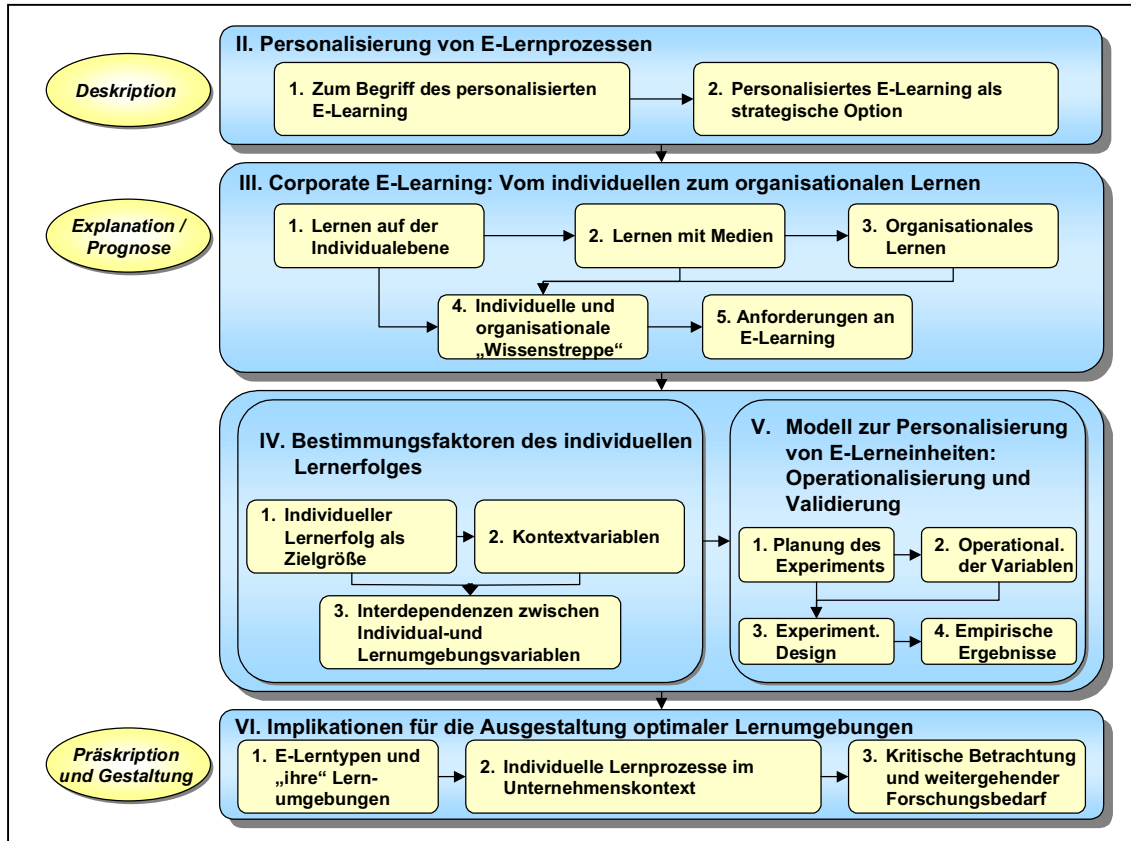 II. Personalisierung von E-Lernprozessen
Deskription
1. Zum Begriff des personalisierten
E-Learning
2. Personalisiertes E-Learning als
strategische Option
III. Corporate E-Learning: Vom individuellen zum organisationalen Lernen
Explanation /
Prognose
1. Lernen auf der
Individualebene
2. Lernen mit Medien
3. Organisationales
Lernen
4. Individuelle und
organisationale
„Wissenstreppe“
5. Anforderungen an
E-Learning
IV. Bestimmungsfaktoren des individuellen
Lernerfolges
1. Individueller
Lernerfolg als
Zielgröße
2. Kontextvariablen
3. Interdependenzen zwischen
Individual-und
Lernumgebungsvariablen
V. Modell zur Personalisierung
von E-Lerneinheiten:
Operationalisierung und
Validierung
1. Planung des
Experiments
2. Operational.
der Variablen
3. Experiment.
Design
4. Empirische
Ergebnisse
VI. Implikationen für die Ausgestaltung optimaler Lernumgebungen
Präskription
und Gestaltung
1. E-Lerntypen und
„ihre“ Lern-
umgebungen
2. Individuelle Lernprozesse im
Unternehmenskontext
3. Kritische Betrachtung
und weitergehender
Forschungsbedarf